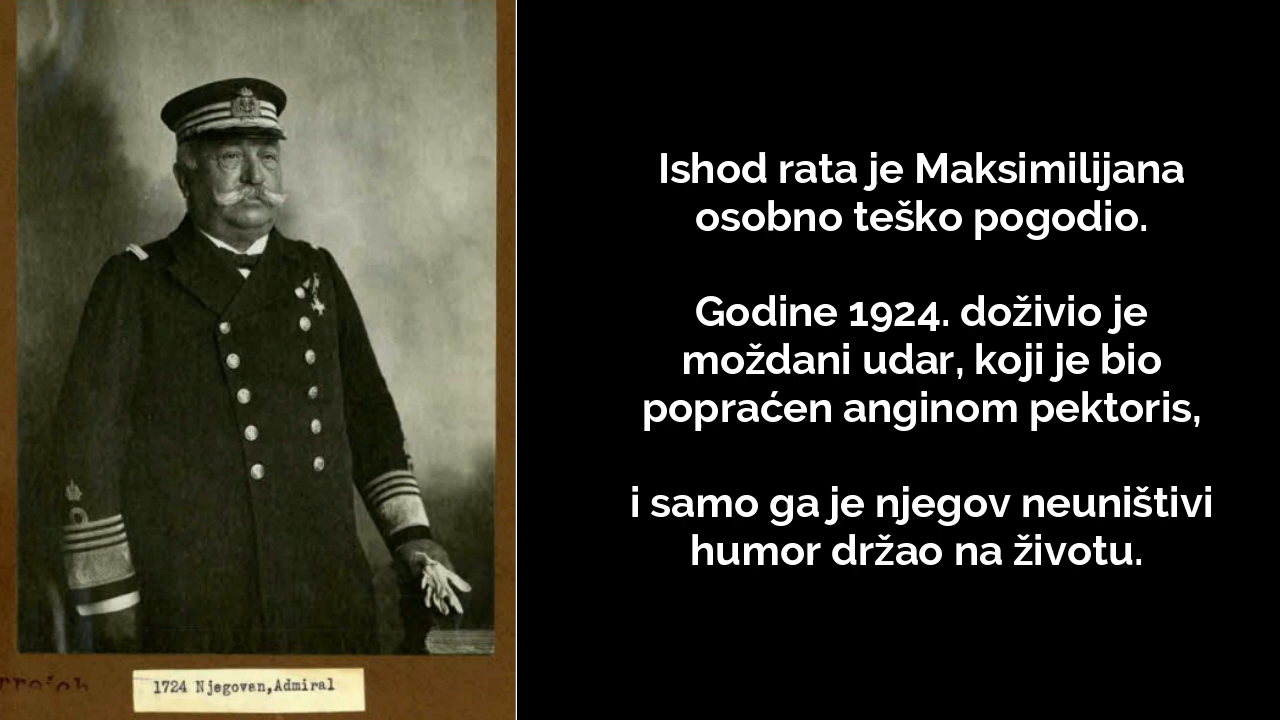 Ishod rata je Maksimilijana
osobno teško pogodio.
Godine 1924. doživio je
moždani udar, koji je bio
popraćen anginom pektoris,
i samo ga je njegov neuništivi
humor držao na životu.
1724 Njegovan,Admiral